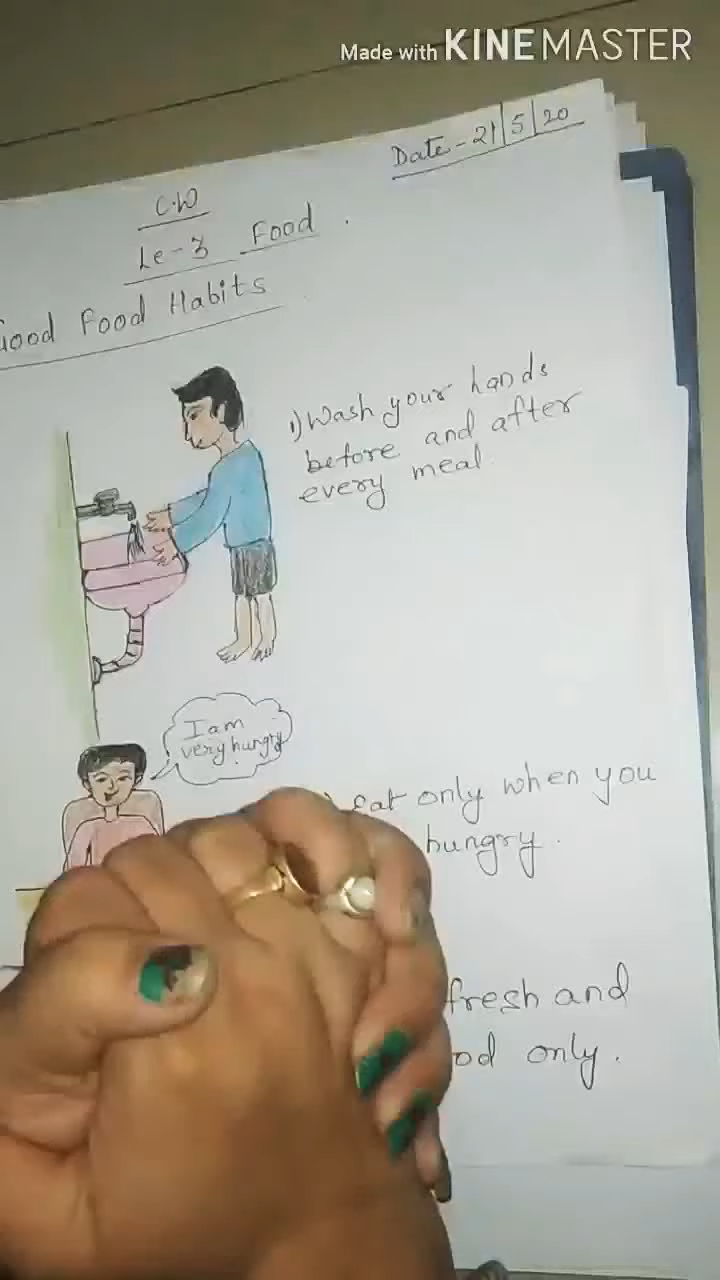 Made with KINEMASTER
Date - 21/5/20
C.W
Le-3 Food.
Good Food Habits
1) Wash your hands
before and after
every meal.
I am
very hungry
eat only when you
hungry.
fresh and
only.